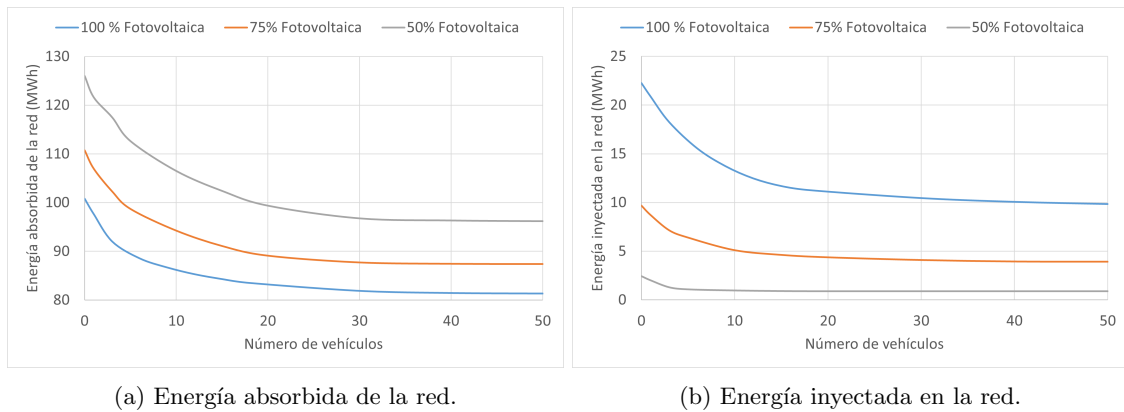 100 % Fotovoltaica 75% Fotovoltaica 50% Fotovoltaica
Energía absorbida de la red (MWh)
130
120
110
100
90
80
0 10 20 30 40 50
Número de vehículos
(a) Energía absorbida de la red.
100 % Fotovoltaica 75% Fotovoltaica 50% Fotovoltaica
Energía inyectada en la red (MWh)
25
20
15
10
5
0
0 10 20 30 40 50
Número de vehículos
(b) Energía inyectada en la red.